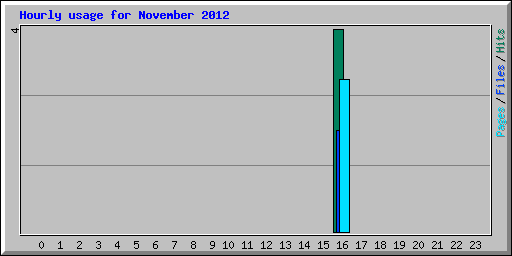 Hourly usage for November 2012
4
Pages/Files/Hits
0 1 2 3 4 5 6 7 8 9 10 11 12 13 14 15 16 17 18 19 20 21 22 23